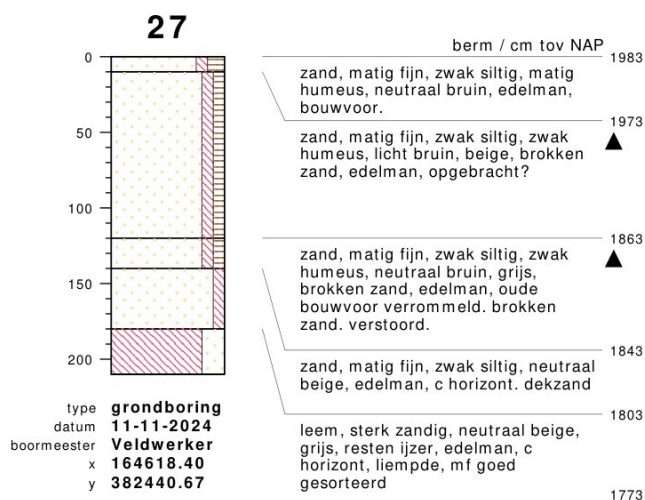 27
berm / cm tov NAP
0
1983
zand, matig fijn, zwak siltig, matig
humeus, neutraal bruin, edelman,
bouwvoor.
1973
50
zand, matig fijn, zwak siltig, zwak
humeus, licht bruin, beige, brokken
zand, edelman, opgebracht?
100
1863
zand, matig fijn, zwak siltig, zwak
humeus, neutraal bruin, grijs,
brokken zand, edelman, oude
bouwvoor verrommeld. brokken
zand. verstoord.
150
1843
zand, matig fijn, zwak siltig, neutraal
beige, edelman, c horizont. dekzand
200
1803
leem, sterk zandig, neutraal beige,
grijs, resten ijzer, edelman, c
horizont, liempde, mf goed
gesorteerd
1773
type grondboring
datum 11-11-2024
boormeester Veldwerker
x 164618.40
y 382440.67